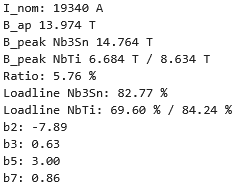 I_nom: 19340 A
B_ap 13.974 T
B_peak Nb3Sn 14.764 T
B_peak NbTi 6.684 T / 8.634 T
Ratio: 5.76 %
Loadline Nb3Sn: 82.77 %
Loadline NbTi: 69.60 % / 84.24 %
b2: -7.89
b3: 0.63
b5: 3.00
b7: 0.86